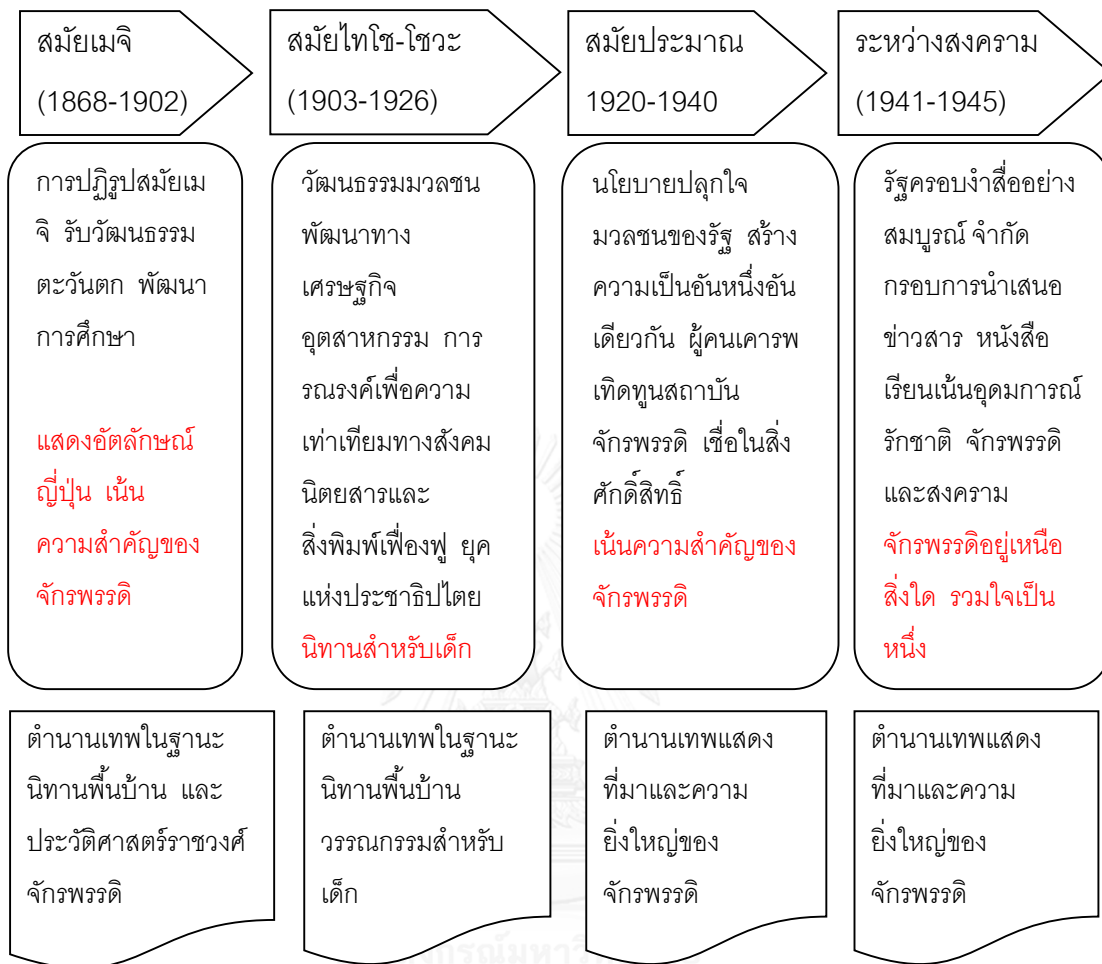 สมัยเมจิ
(1868-1902)
สมัยไทโช-โชวะ
(1903-1926)
สมัยประมาณ
1920-1940
ระหว่างสงคราม
(1941-1945)
การปฏิรูปสมัยเม
จิ รับวัฒนธรรม
ตะวันตก พัฒนา
การศึกษา
แสดงอัตลักษณ์
ญี่ปุ่น เน้น
ความสำคัญของ
จักรพรรดิ
วัฒนธรรมมวลชน
พัฒนาทาง
เศรษฐกิจ
อุตสาหกรรม การ
รณรงค์เพื่อความ
เท่าเทียมทางสังคม
นิตยสารและ
สิ่งพิมพ์เฟื่องฟู ยุค
แห่งประชาธิปไตย
นิทานสำหรับเด็ก
นโยบายปลุกใจ
มวลชนของรัฐ สร้าง
ความเป็นอันหนึ่งอัน
เดียวกัน ผู้คนเคารพ
เทิดทูนสถาบัน
จักรพรรดิ เชื่อในสิ่ง
ศักดิ์สิทธิ์
เน้นความสำคัญของ
จักรพรรดิ
รัฐครอบงำสื่ออย่าง
สมบูรณ์ จำกัด
กรอบการนำเสนอ
ข่าวสาร หนังสือ
เรียนเน้นอุดมการณ์
รักชาติ จักรพรรดิ
และสงคราม
จักรพรรดิอยู่เหนือ
สิ่งใด รวมใจเป็น
หนึ่ง
ตำนานเทพในฐานะ
นิทานพื้นบ้าน และ
ประวัติศาสตร์ราชวงศ์
จักรพรรดิ
ตำนานเทพในฐานะ
นิทานพื้นบ้าน
วรรณกรรมสำหรับ
เด็ก
ตำนานเทพแสดง
ที่มาและความ
ยิ่งใหญ่ของ
จักรพรรดิ
ตำนานเทพแสดง
ที่มาและความ
ยิ่งใหญ่ของ
จักรพรรดิ